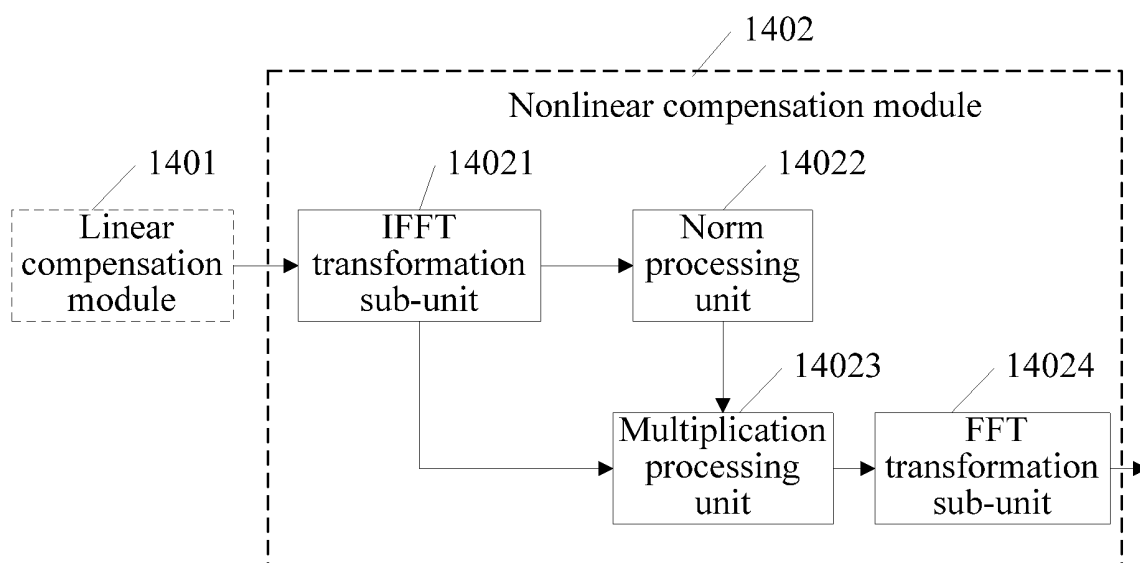 1402
Nonlinear compensation module
1401
14021
14022
Linear
compensation
module
IFFT
transformation
sub-unit
Norm
processing
unit
14023
14024
Multiplication
processing
unit
FFT
transformation
sub-unit